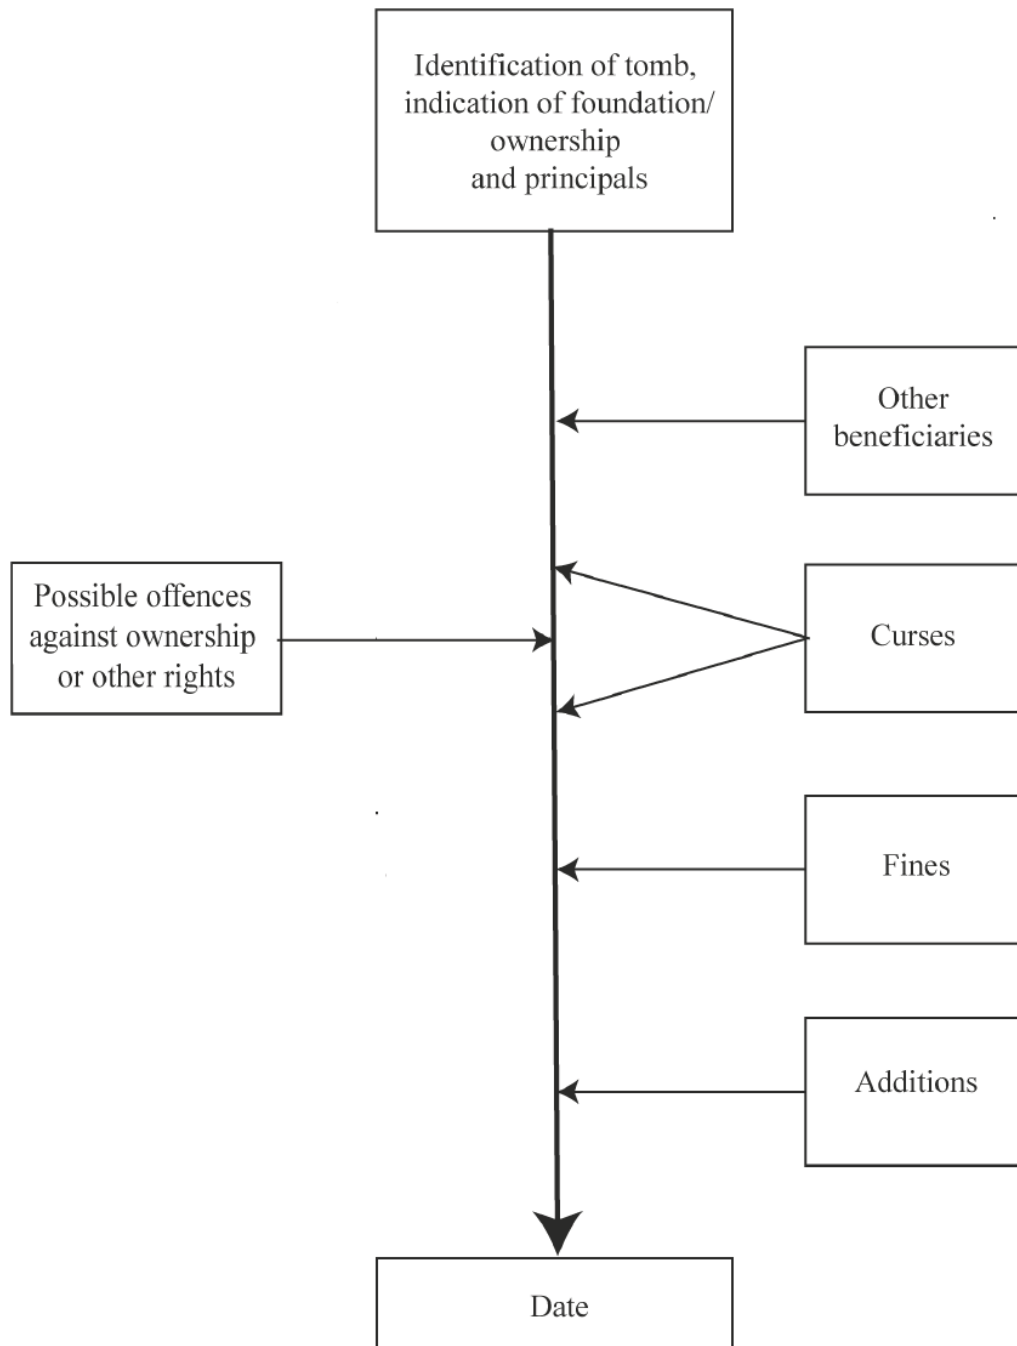 Identification of tomb,
indication of foundation/
ownership
and principals
Other
beneficiaries
Possible offences
against ownership
or other rights
Curses
Fines
Additions
Date